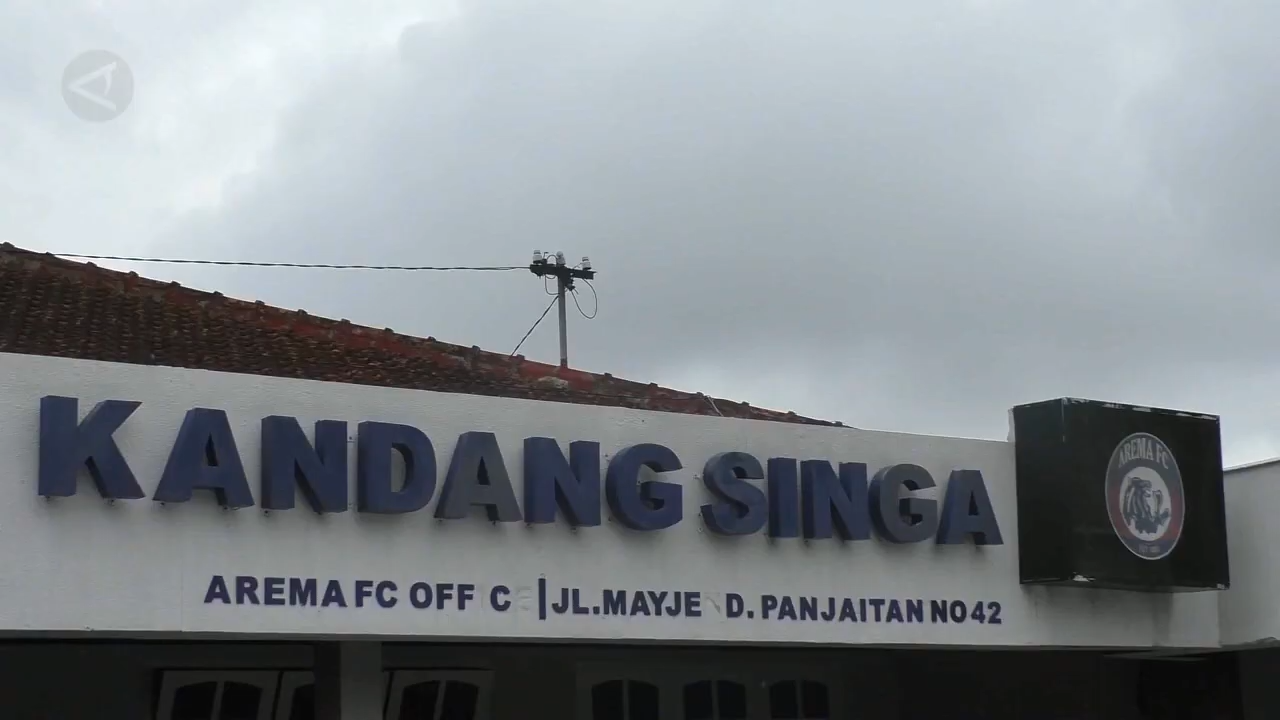 KANDANG SINGA
AREMA FC OFF C | JL.MAYJE D. PANJAITAN NO 42
AREMA FC